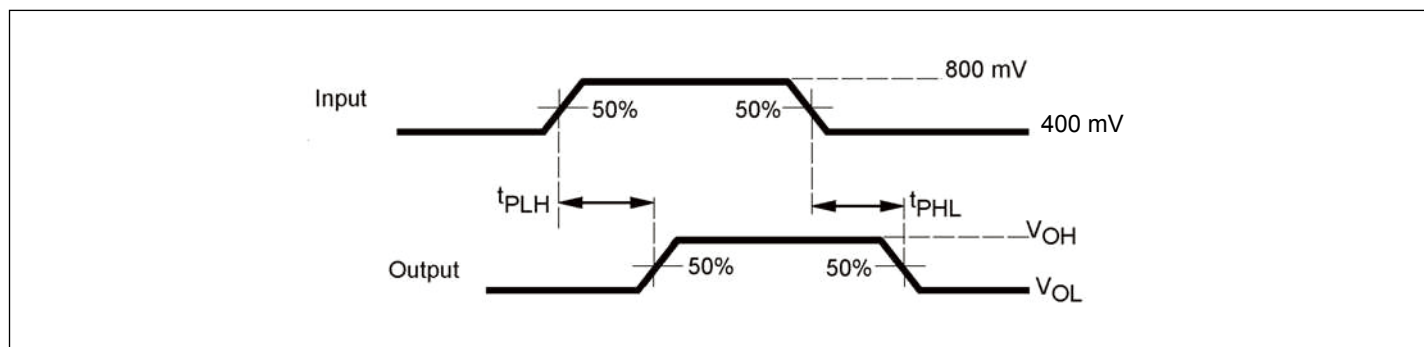 800 mV
Input
50%
50%
400 mV
tPLH
tPHL
VOH
Output
50%
50%
VOL